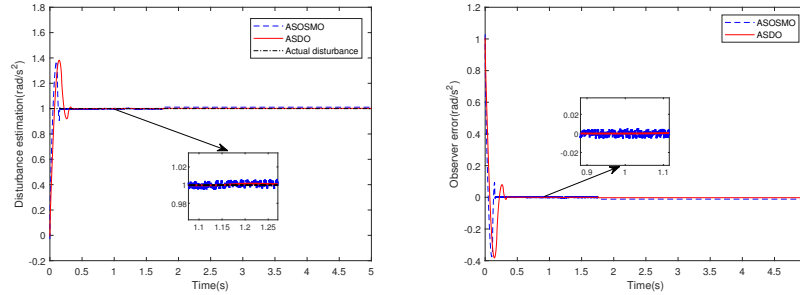 1.8
1.6
1.4
1.2
1
0.8
0.6
0.4
0.2
0
-0.2
Disturbance estimation(rad/s²)
ASOSMO
ASDO
Actual disturbance
1.02
1
0.98
1.1 1.15 1.2 1.25
0 0.5 1 1.5 2 2.5 3 3.5 4 4.5 5
Time(s)
1.2
1
0.8
0.6
0.4
0.2
0
-0.2
-0.4
Observer error(rad/s²)
ASOSMO
ASDO
0.02
0
-0.02
0.9 1 1.1
0 0.5 1 1.5 2 2.5 3 3.5 4 4.5
Time(s)